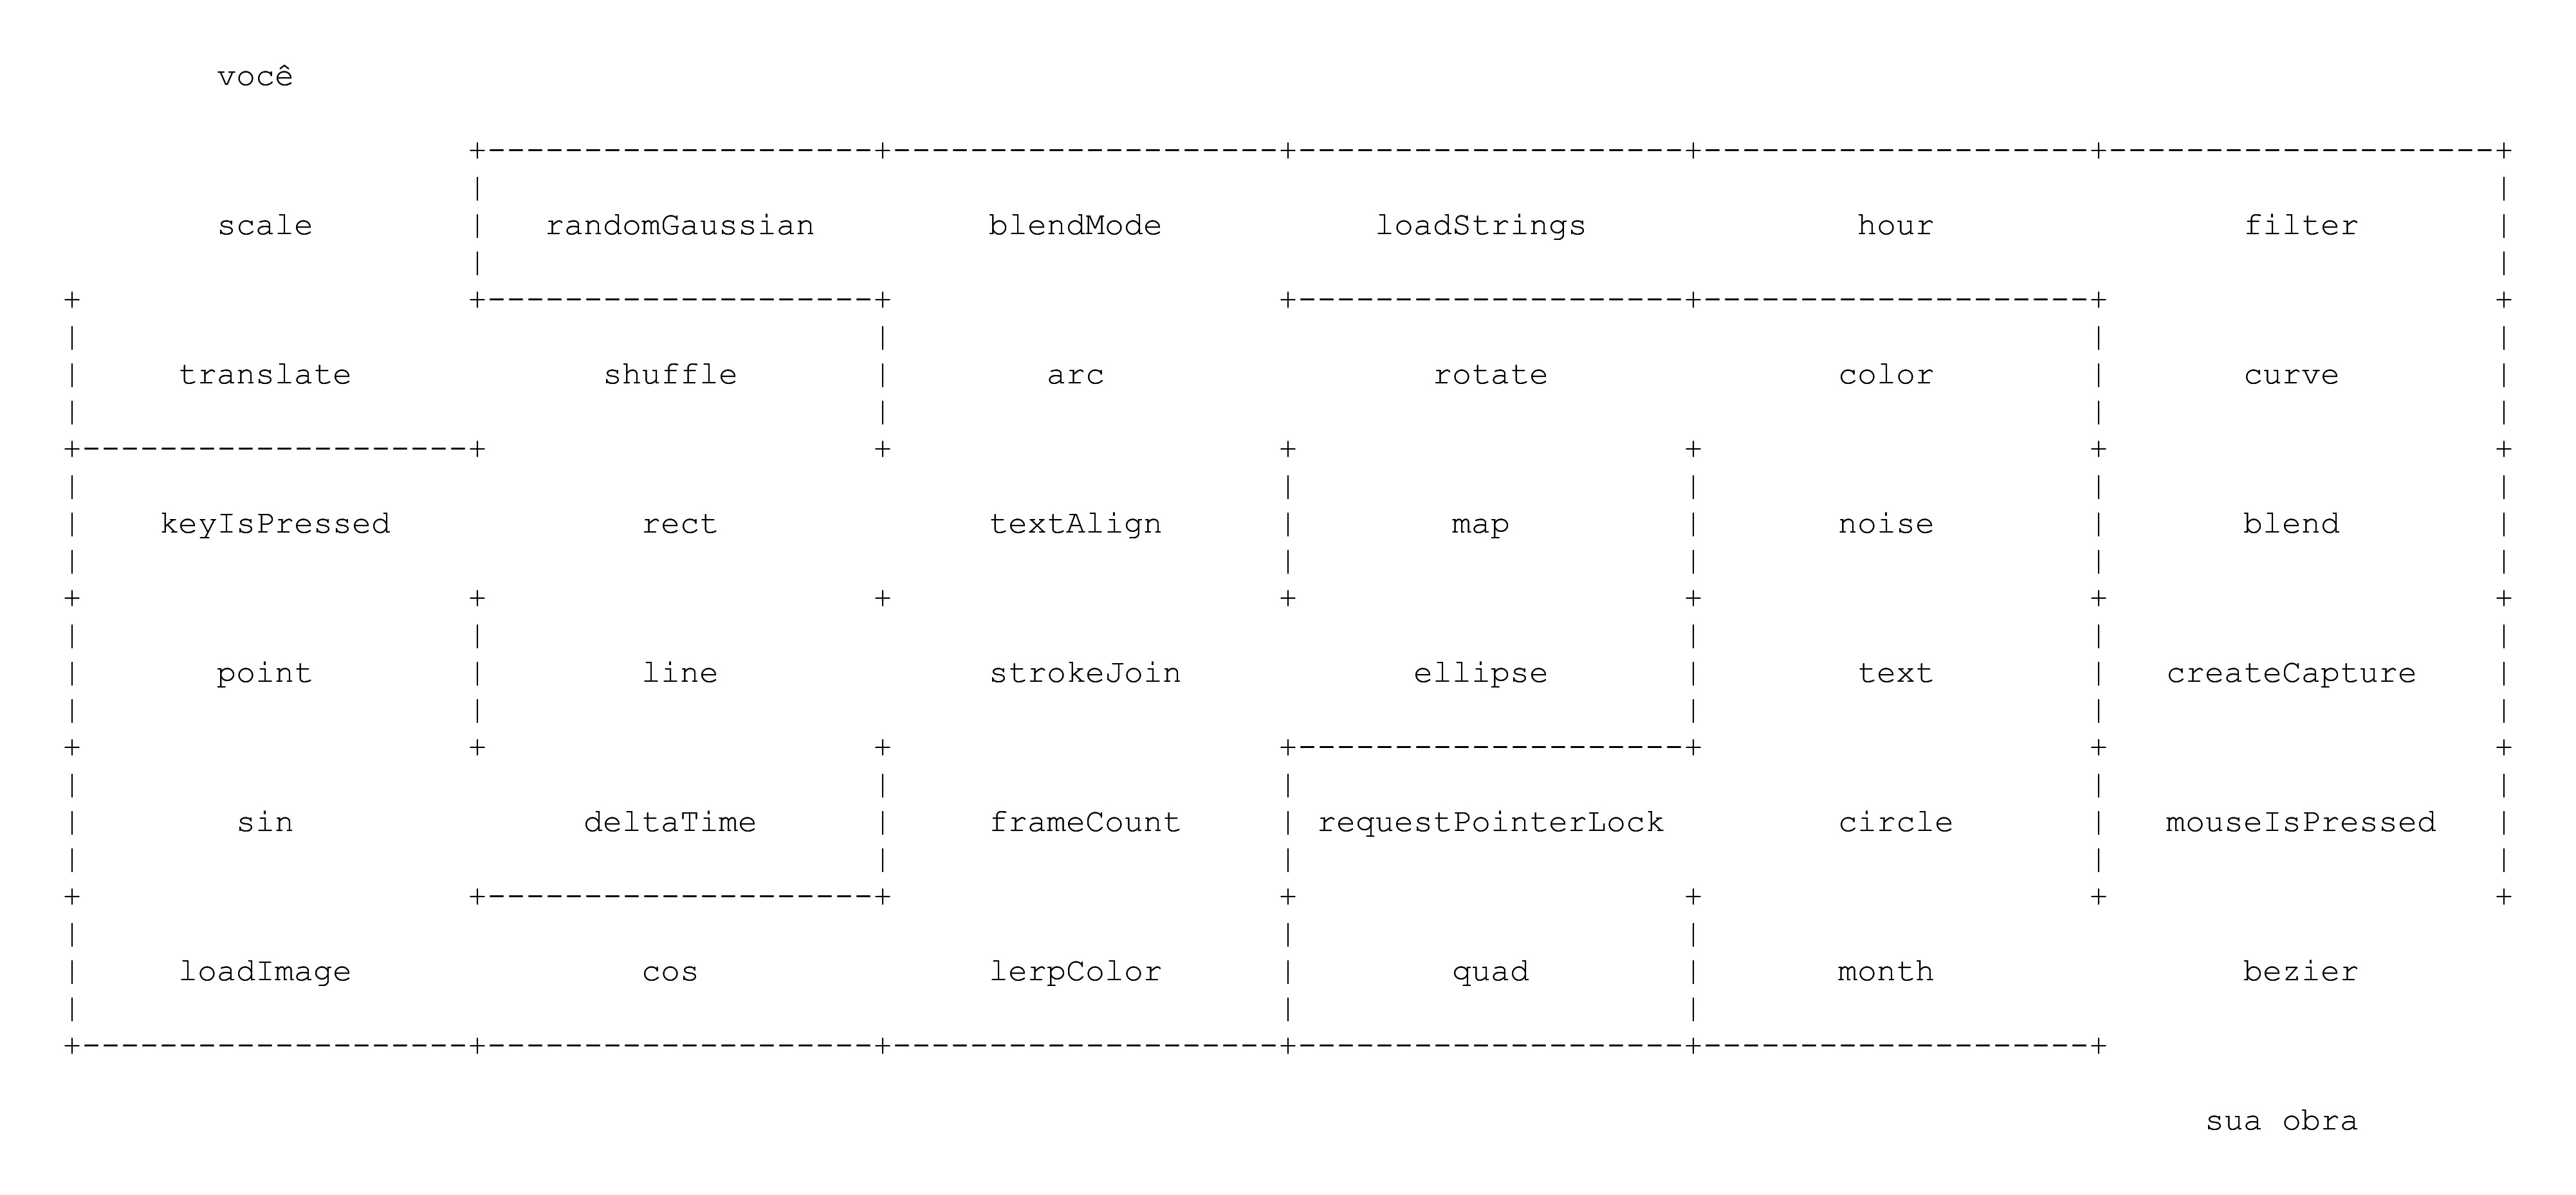 você
scale randomGaussian blendMode loadStrings hour filter
translate shuffle arc rotate color curve
keyIsPressed rect textAlign map noise blend
point line strokeJoin ellipse text createCapture
sin deltaTime frameCount requestPointerLock circle mouseIsPressed
loadImage cos lerpColor quad month bezier
sua obra